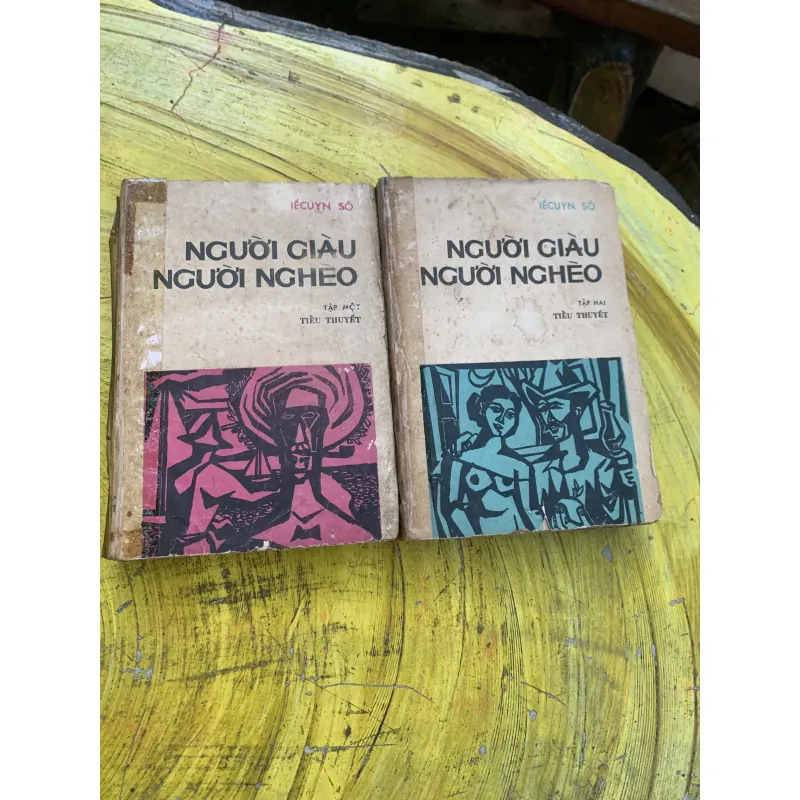 IÉCUYN SÔ
NGƯỜI GIÀU
NGƯỜI NGHÈO
TẬP MỘT
TIỂU THUYẾT
IÉCUYN SÔ
NGƯỜI GIÀU
NGƯỜI NGHÈO
TẬP HAI
TIỂU THUYẾT